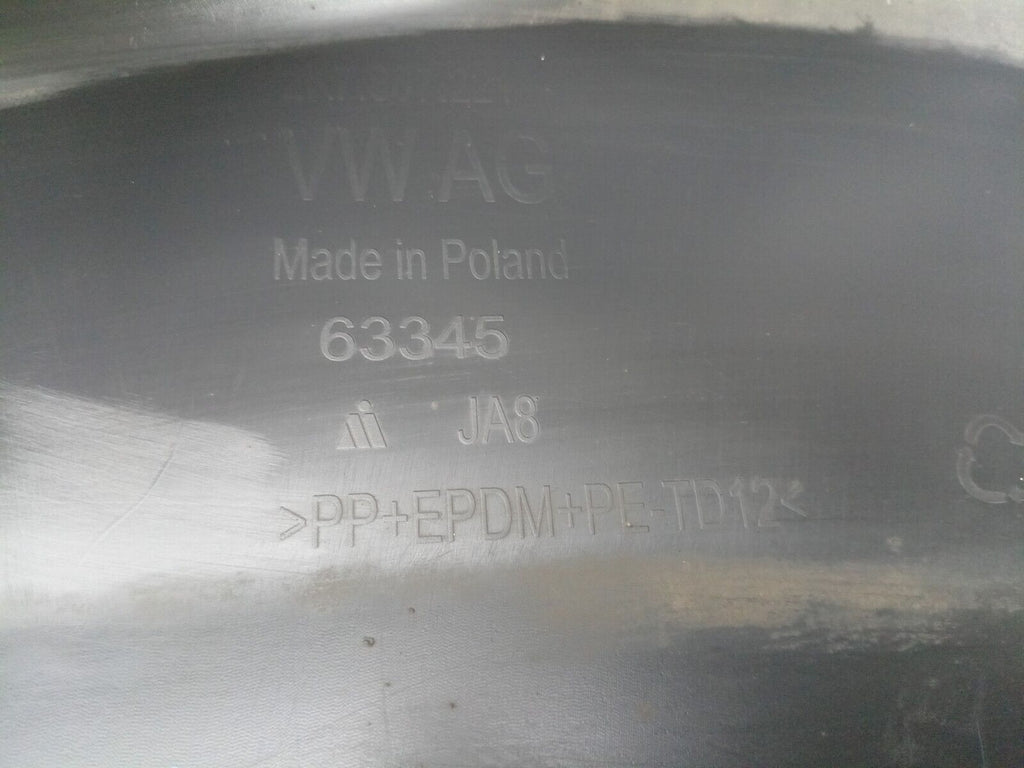 VW AG
Made in Poland
63345
JA8
>PP+EPDM+PE-TD12<